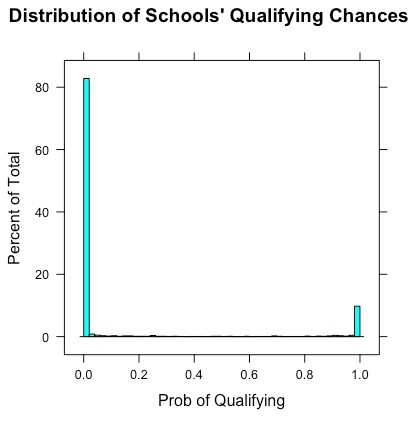 Distribution of Schools' Qualifying Chances
Percent of Total
80
60
40
20
0
0.0 0.2 0.4 0.6 0.8 1.0
Prob of Qualifying